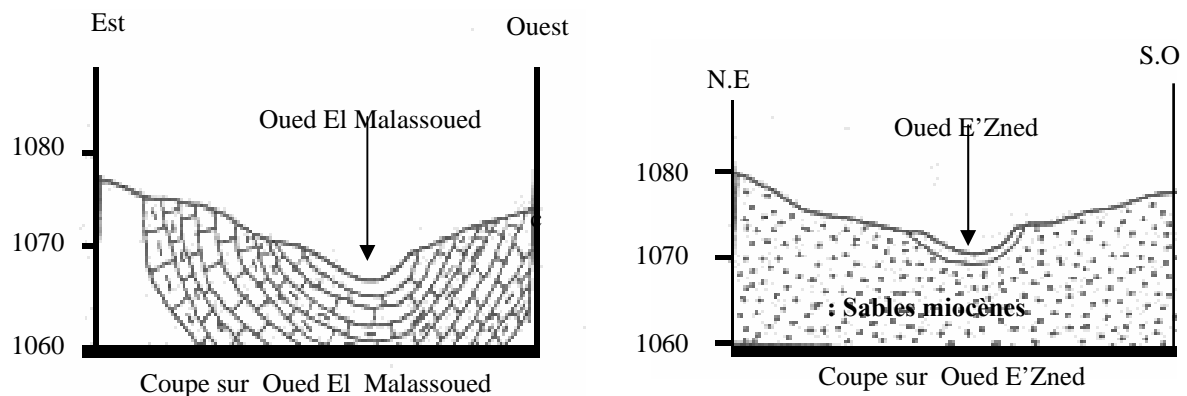 Est
Ouest
Oued El Malassoued
1080
1070
1060
Coupe sur Oued El Malassoued
N.E
S.O
Oued E'Zned
1080
1070
1060
: Sables miocènes
Coupe sur Oued E'Zned